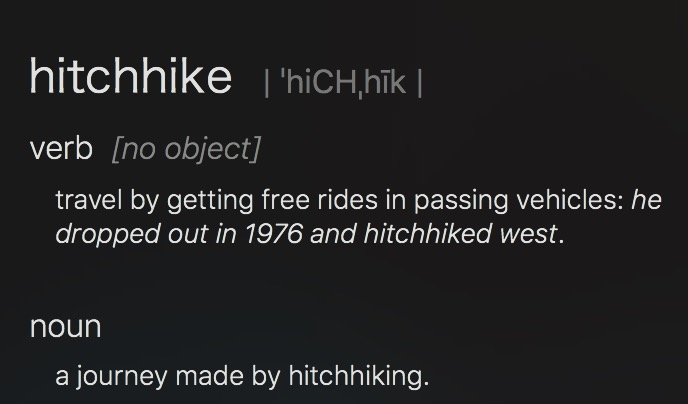 hitchhike | ˈhiCHˌhīk |
verb [no object]
travel by getting free rides in passing vehicles: he
dropped out in 1976 and hitchhiked west.
noun
a journey made by hitchhiking.